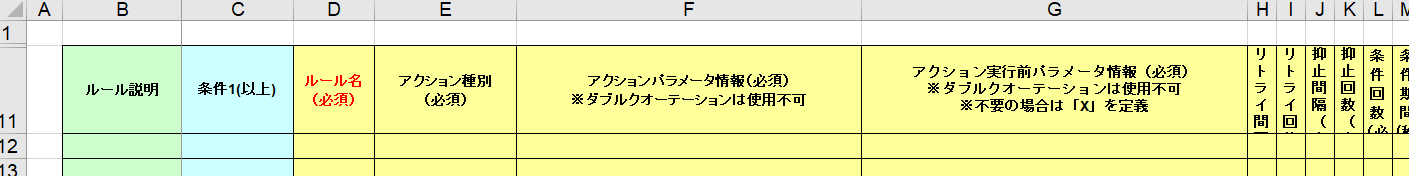 A B C D E F G H I J K L M
1
ルール説明
条件1(以上)
ルール名
(必須)
アクション種別
(必須)
アクションパラメータ情報(必須)
※ダブルクオーテーションは使用不可
アクション実行前パラメータ情報（必須）
※ダブルクオーテーションは使用不可
※不要の場合は「X」を定義
リトライ間
リトライ回
抑止間隔（
抑止回数（
条件回数(必
条件期間(秒
11
12
13